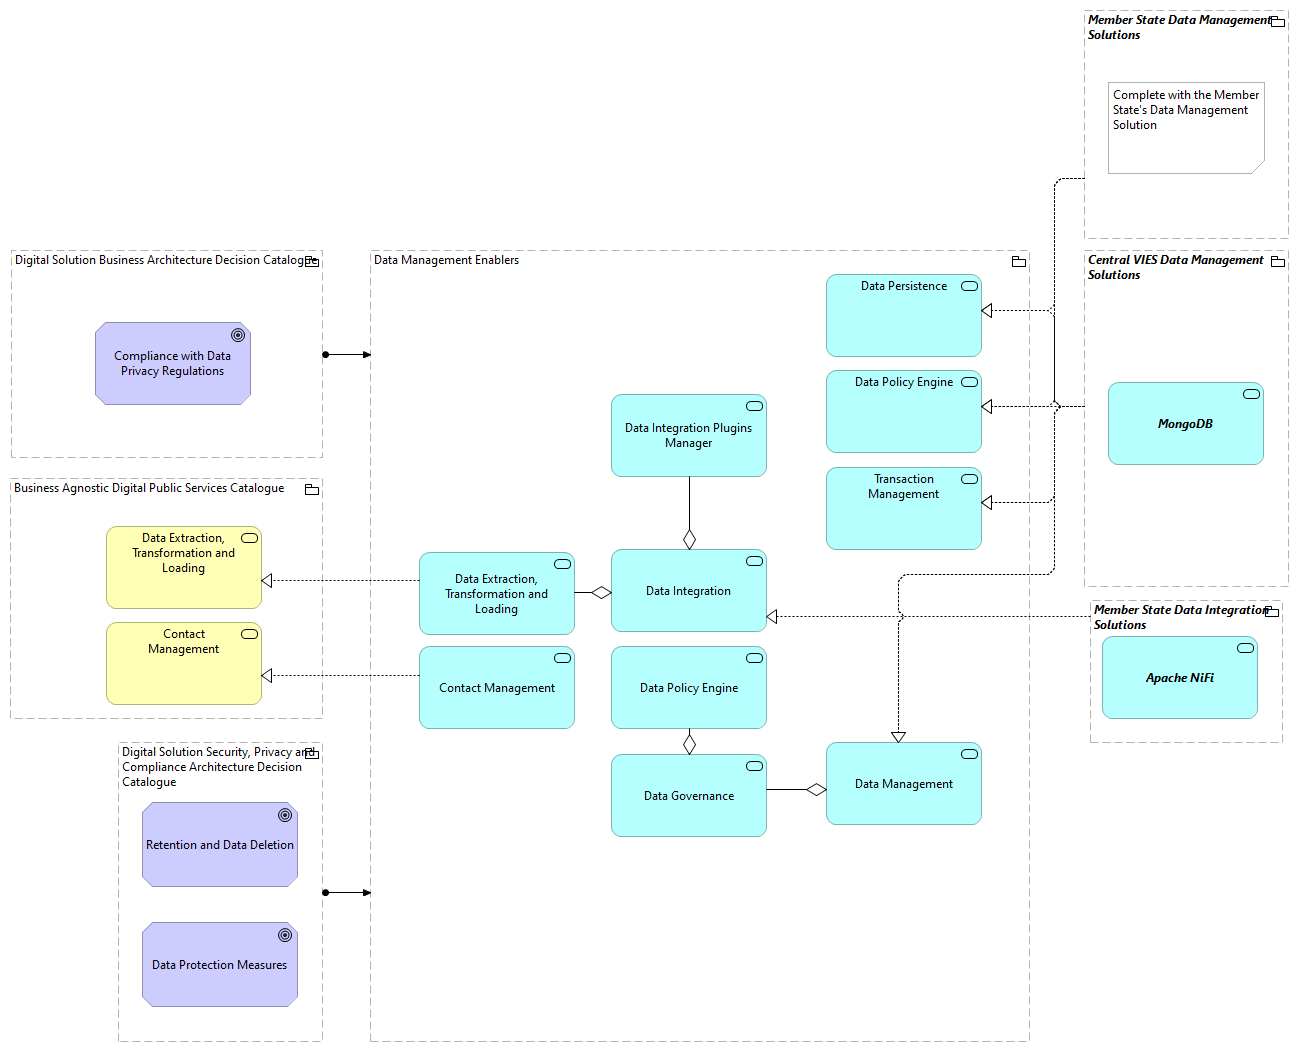 Member State Data Management
Solutions
Complete with the Member
State's Data Management
Solution
Digital Solution Business Architecture Decision Catalogue
Compliance with Data
Privacy Regulations
Data Management Enablers
Data Persistence
Data Policy Engine
Transaction
Management
Data Integration Plugins
Manager
Central VIES Data Management
Solutions
MongoDB
Business Agnostic Digital Public Services Catalogue
Data Extraction,
Transformation and
Loading
Contact
Management
Data Extraction,
Transformation and
Loading
Data Integration
Contact Management
Data Policy Engine
Data Governance
Data Management
Member State Data Integration
Solutions
Apache NiFi
Digital Solution Security, Privacy and
Compliance Architecture Decision
Catalogue
Retention and Data Deletion
Data Protection Measures